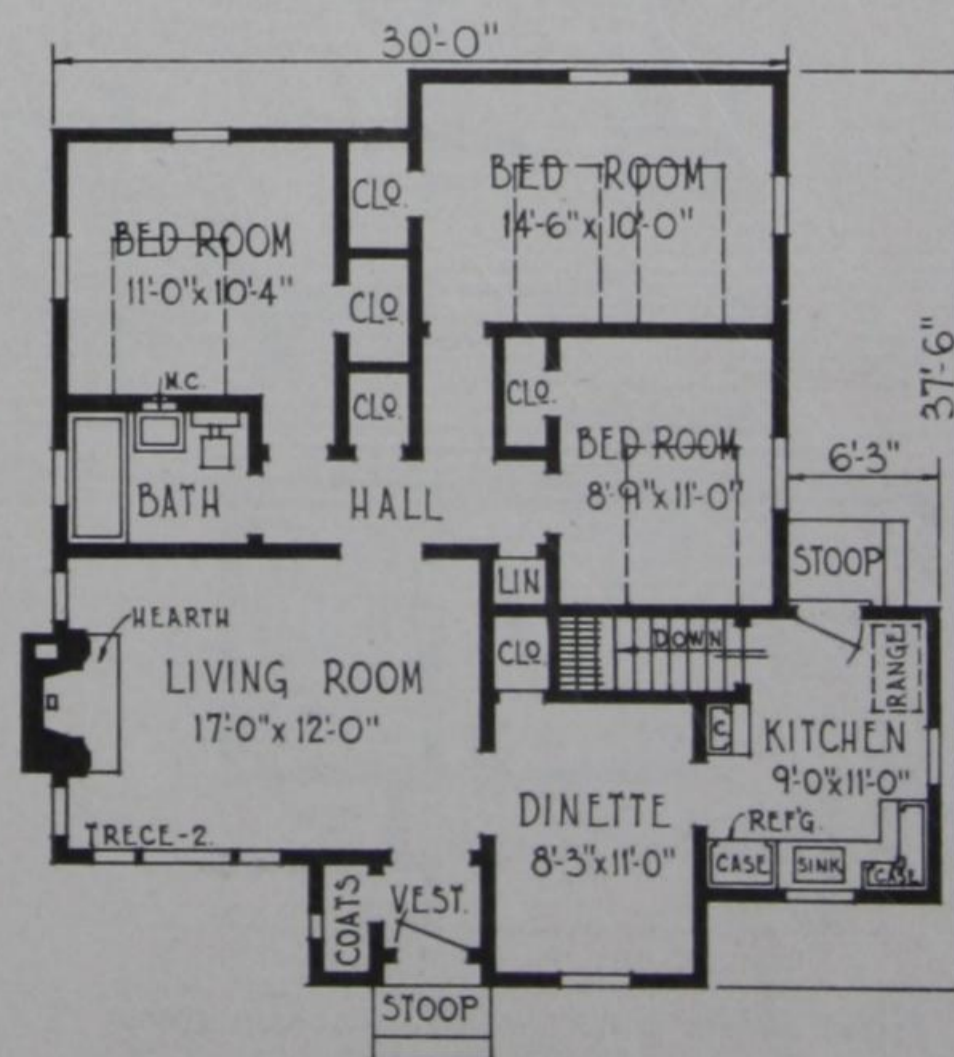 30'-0"
BED ROOM
14'-6" x 10'-0"
CLO.
BED ROOM
11'-0" x 10'-4"
CLO.
M.C.
CLO.
CLO.
37'-6"
BED ROOM
8'-9" x 11'-0"
6'-3"
BATH
HALL
STOOP
LIN
HEARTH
CLO.
DOWN
RANGE
LIVING ROOM
17'-0" x 12'-0"
C
KITCHEN
9'-0" x 11'-0"
DINETTE
8'-3" x 11'-0"
REF'G.
TRECE-2.
CASE
SINK
CASE
COATS
VEST.
STOOP